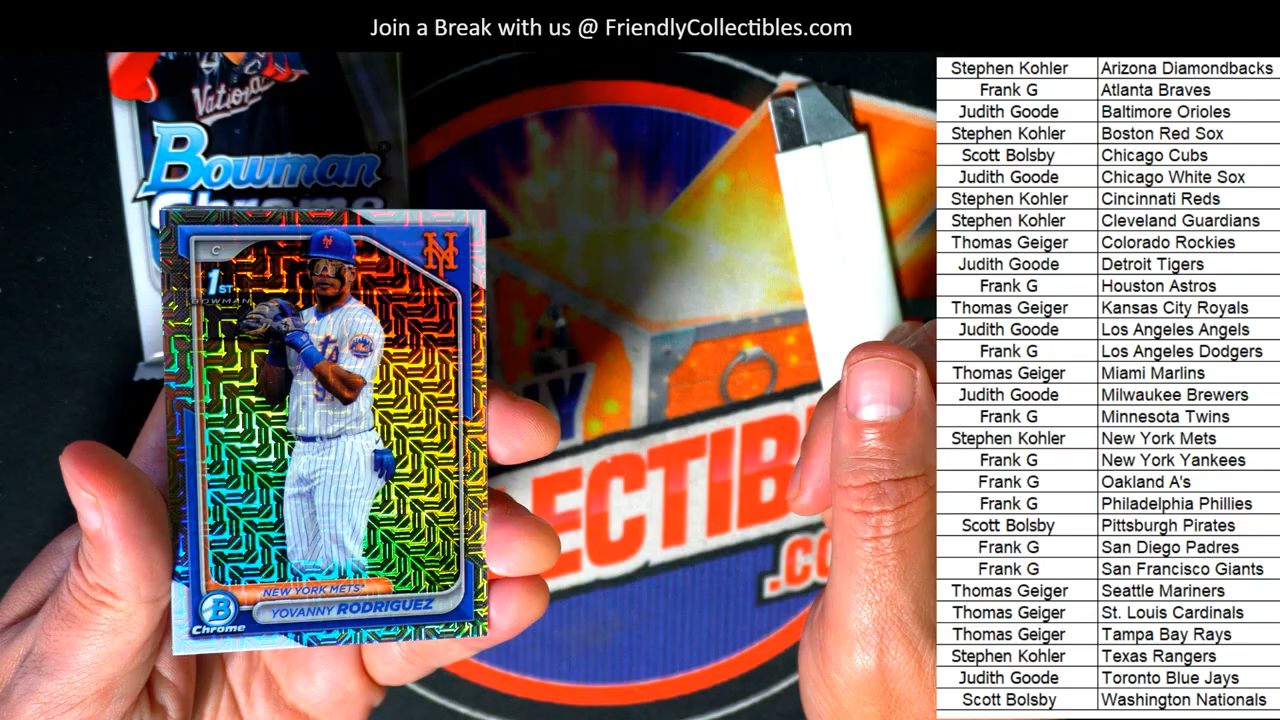 Join a Break with us @ FriendlyCollectibles.com
Nationals
Bowman
C
1ST
BOWMAN
NEW YORK METS
YOVANNY RODRIGUEZ
B
Chrome
LECTIB
.CO
Stephen Kohler Arizona Diamondbacks
Frank G Atlanta Braves
Judith Goode Baltimore Orioles
Stephen Kohler Boston Red Sox
Scott Bolsby Chicago Cubs
Judith Goode Chicago White Sox
Stephen Kohler Cincinnati Reds
Stephen Kohler Cleveland Guardians
Thomas Geiger Colorado Rockies
Judith Goode Detroit Tigers
Frank G Houston Astros
Thomas Geiger Kansas City Royals
Judith Goode Los Angeles Angels
Frank G Los Angeles Dodgers
Thomas Geiger Miami Marlins
Judith Goode Milwaukee Brewers
Frank G Minnesota Twins
Stephen Kohler New York Mets
Frank G New York Yankees
Frank G Oakland A's
Frank G Philadelphia Phillies
Scott Bolsby Pittsburgh Pirates
Frank G San Diego Padres
Frank G San Francisco Giants
Thomas Geiger Seattle Mariners
Thomas Geiger St. Louis Cardinals
Thomas Geiger Tampa Bay Rays
Stephen Kohler Texas Rangers
Judith Goode Toronto Blue Jays
Scott Bolsby Washington Nationals